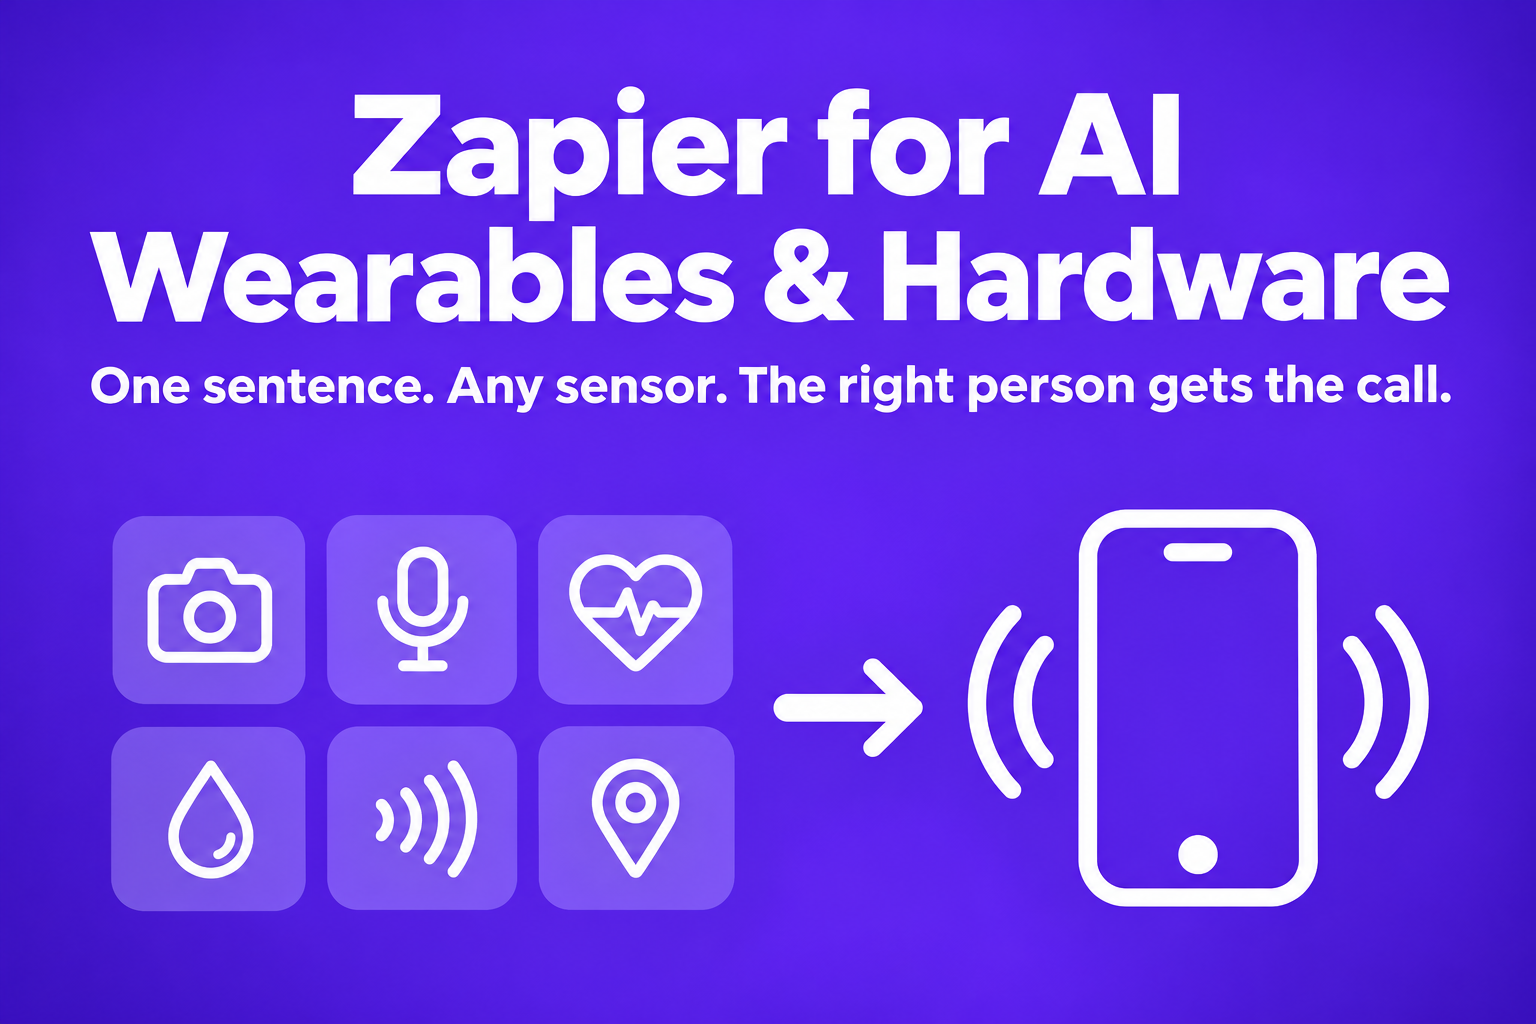 Zapier for AI
Wearables & Hardware
One sentence. Any sensor. The right person gets the call.